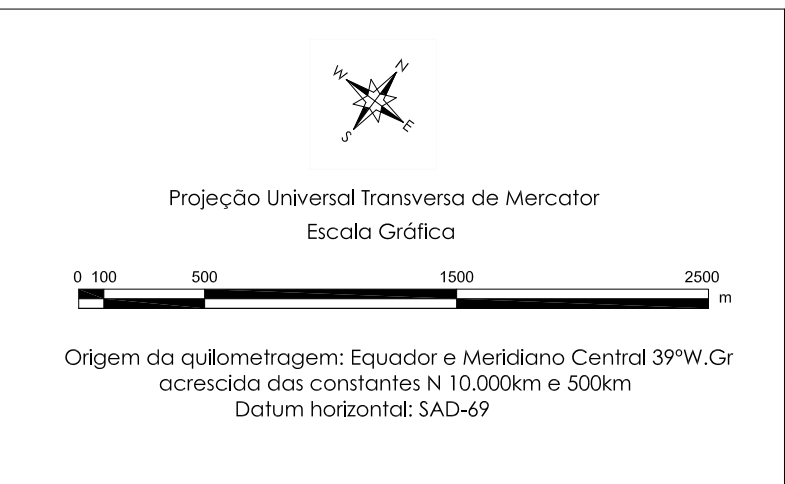 W N
S E
Projeção Universal Transversa de Mercator
Escala Gráfica
0 100 500 1500 2500
m
Origem da quilometragem: Equador e Meridiano Central 39ºW.Gr
acrescida das constantes N 10.000km e 500km
Datum horizontal: SAD-69